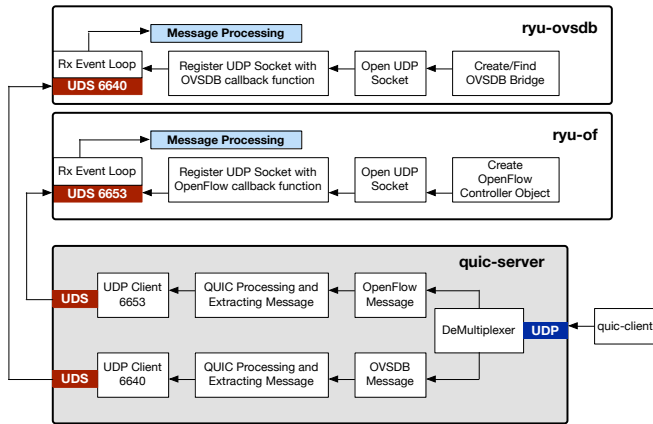 ryu-ovsdb
Message Processing
Rx Event Loop
UDS 6640
Register UDP Socket with
OVSDB callback function
Open UDP
Socket
Create/Find
OVSDB Bridge
ryu-of
Message Processing
Rx Event Loop
UDS 6653
Register UDP Socket with
OpenFlow callback function
Open UDP
Socket
Create
OpenFlow
Controller Object
quic-server
UDS
UDP Client
6653
QUIC Processing and
Extracting Message
OpenFlow
Message
DeMultiplexer
UDP
quic-client
UDS
UDP Client
6640
QUIC Processing and
Extracting Message
OVSDB
Message